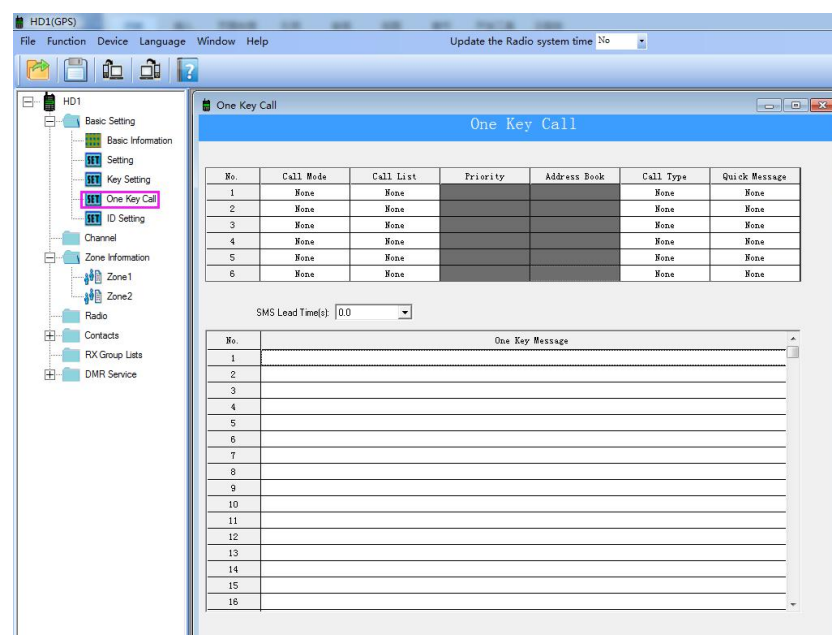 HD1(GPS)
File Function Device Language Window Help Update the Radio system time No
HD1
Basic Setting
Basic Information
SET Setting
SET Key Setting
SET One Key Call
SET ID Setting
Channel
Zone Information
Zone1
Zone2
Radio
Contacts
RX Group Lists
DMR Service
One Key Call
One Key Call
No. Call Mode Call List Priority Address Book Call Type Quick Message
1 None None None None
2 None None None None
3 None None None None
4 None None None None
5 None None None None
6 None None None None
SMS Lead Time(s): 0.0
No. One Key Message
1
2
3
4
5
6
7
8
9
10
11
12
13
14
15
16